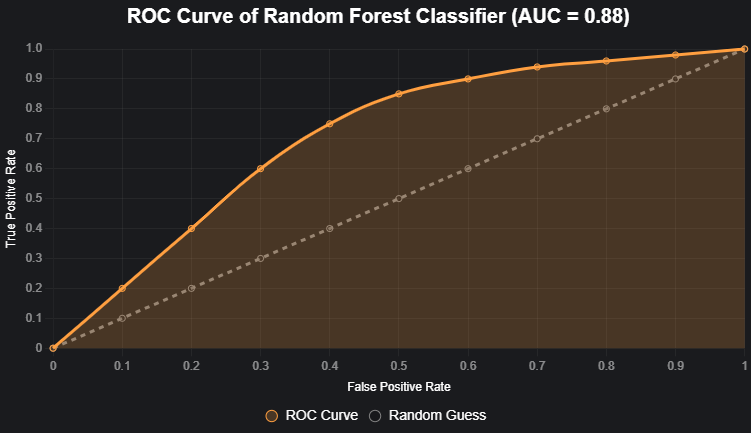 ROC Curve of Random Forest Classifier (AUC = 0.88)
True Positive Rate
1.0
0.9
0.8
0.7
0.6
0.5
0.4
0.3
0.2
0.1
0
0 0.1 0.2 0.3 0.4 0.5 0.6 0.7 0.8 0.9 1
False Positive Rate
ROC Curve Random Guess